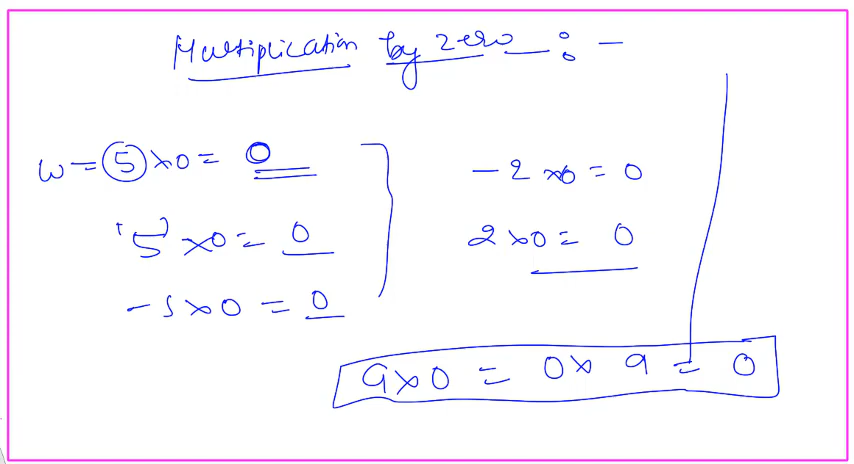 Multiplication by zero :-
W = 5 × 0 = 0
'5' × 0 = 0
-5 × 0 = 0
-2 × 0 = 0
2 × 0 = 0
a × 0 = 0 × a = 0